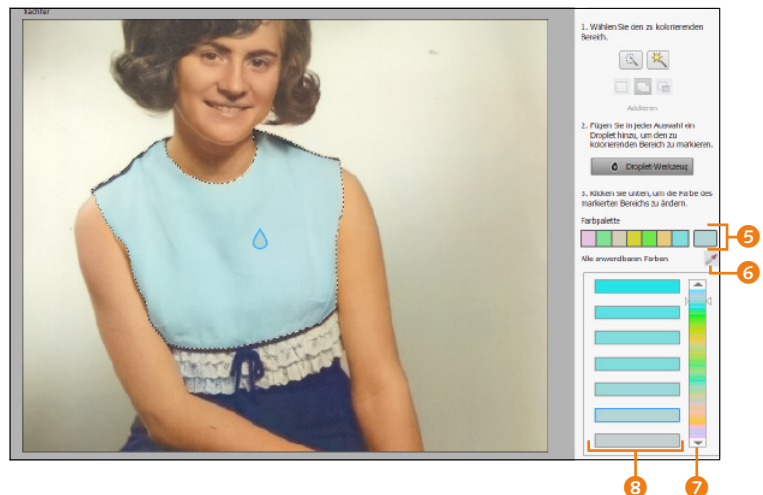 Nachher
1. Wählen Sie den zu kolorierenden
Bereich.
Addieren
2. Fügen Sie in jeder Auswahl ein
Droplet hinzu, um den zu
kolorierenden Bereich zu markieren.
Droplet-Werkzeug
3. Klicken Sie unten, um die Farbe des
markierten Bereichs zu ändern.
Farbpalette
5
Alle anwendbaren Farben
6
8
7